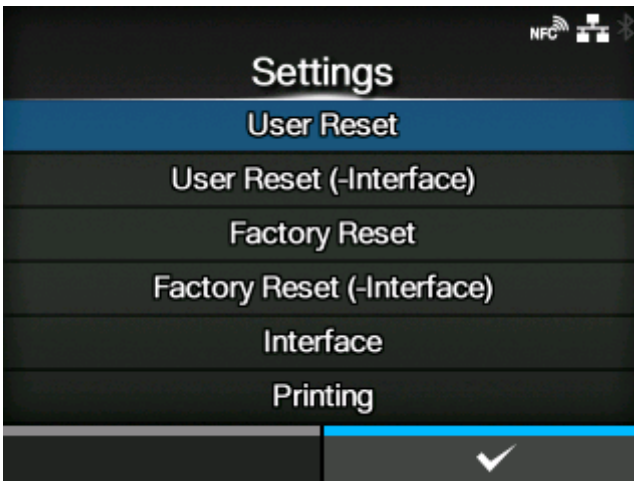 NFC
Settings
User Reset
User Reset (-Interface)
Factory Reset
Factory Reset (-Interface)
Interface
Printing